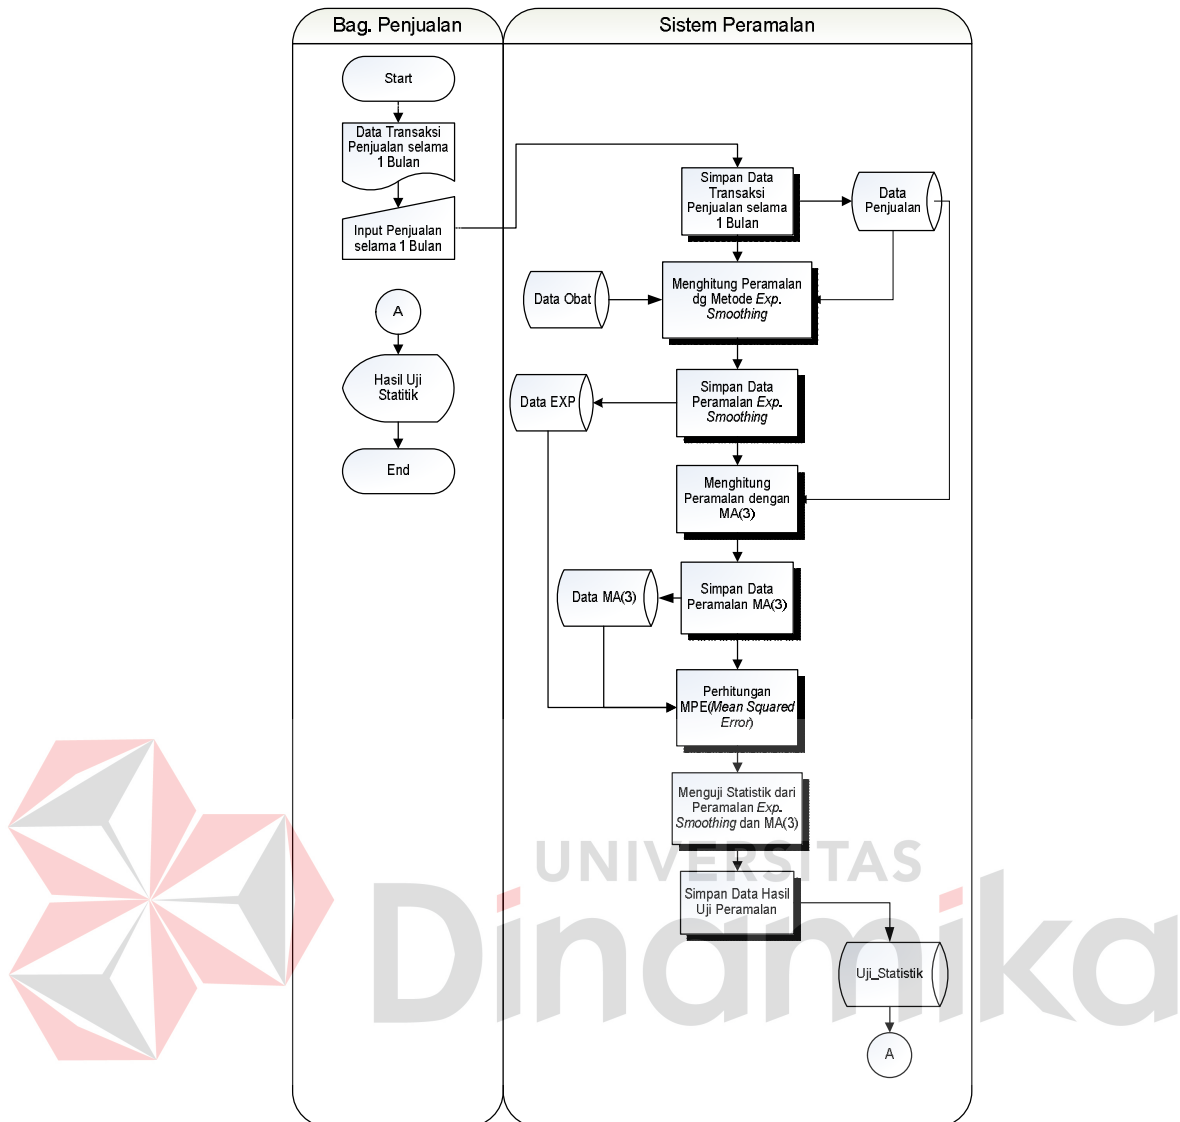 Bag. Penjualan
Sistem Peramalan
Start
Data Transaksi
Penjualan selama
1 Bulan
Input Penjualan
selama 1 Bulan
A
Hasil Uji
Statitik
End
Simpan Data
Transaksi
Penjualan selama
1 Bulan
Data
Penjualan
Data Obat
Menghitung Peramalan
dg Metode Exp.
Smoothing
Data EXP
Simpan Data
Peramalan Exp.
Smoothing
Menghitung
Peramalan dengan
MA(3)
Data MA(3)
Simpan Data
Peramalan MA(3)
Perhitungan
MPE(Mean Squared
Error)
Menguji Statistik dari
Peramalan Exp.
Smoothing dan MA(3)
Simpan Data Hasil
Uji Peramalan
Uji_Statistik
A
UNIVERSITAS
Dinamika